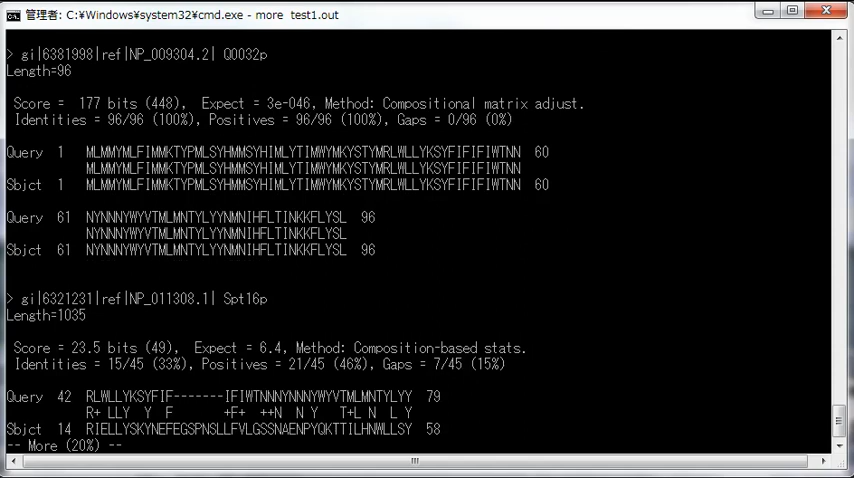 管理者: C:¥Windows¥system32¥cmd.exe - more  test1.out
> gi|6381998|ref|NP_009304.2| Q0032p
Length=96
Score =  177 bits (448),  Expect = 3e-046, Method: Compositional matrix adjust.
Identities = 96/96 (100%), Positives = 96/96 (100%), Gaps = 0/96 (0%)
Query  1   MLMMYMLFIMMKTYPMLSYHMMSYHIMLYTIMWYMKYSTYMRLWLLYKSYFIFIFIWTNN  60
MLMMYMLFIMMKTYPMLSYHMMSYHIMLYTIMWYMKYSTYMRLWLLYKSYFIFIFIWTNN
Sbjct  1   MLMMYMLFIMMKTYPMLSYHMMSYHIMLYTIMWYMKYSTYMRLWLLYKSYFIFIFIWTNN  60
Query  61  NYNNNYWYVTMLMNTYLYYNMNIHFLTINKKFLYSL  96
NYNNNYWYVTMLMNTYLYYNMNIHFLTINKKFLYSL
Sbjct  61  NYNNNYWYVTMLMNTYLYYNMNIHFLTINKKFLYSL  96
> gi|6321231|ref|NP_011308.1| Spt16p
Length=1035
Score = 23.5 bits (49),  Expect = 6.4, Method: Composition-based stats.
Identities = 15/45 (33%), Positives = 21/45 (46%), Gaps = 7/45 (15%)
Query  42  RLWLLYKSYFIF-------IFIWTNNNYNNNYWYVTMLMNTYLYY  79
R+ LLY  Y  F       +F+  ++N  N Y    T+L N  L Y
Sbjct  14  RIELLYSKYNEFEGSPNSLLFVLGSSNAENPYQKTTILHNWLLSY  58
-- More (20%) --